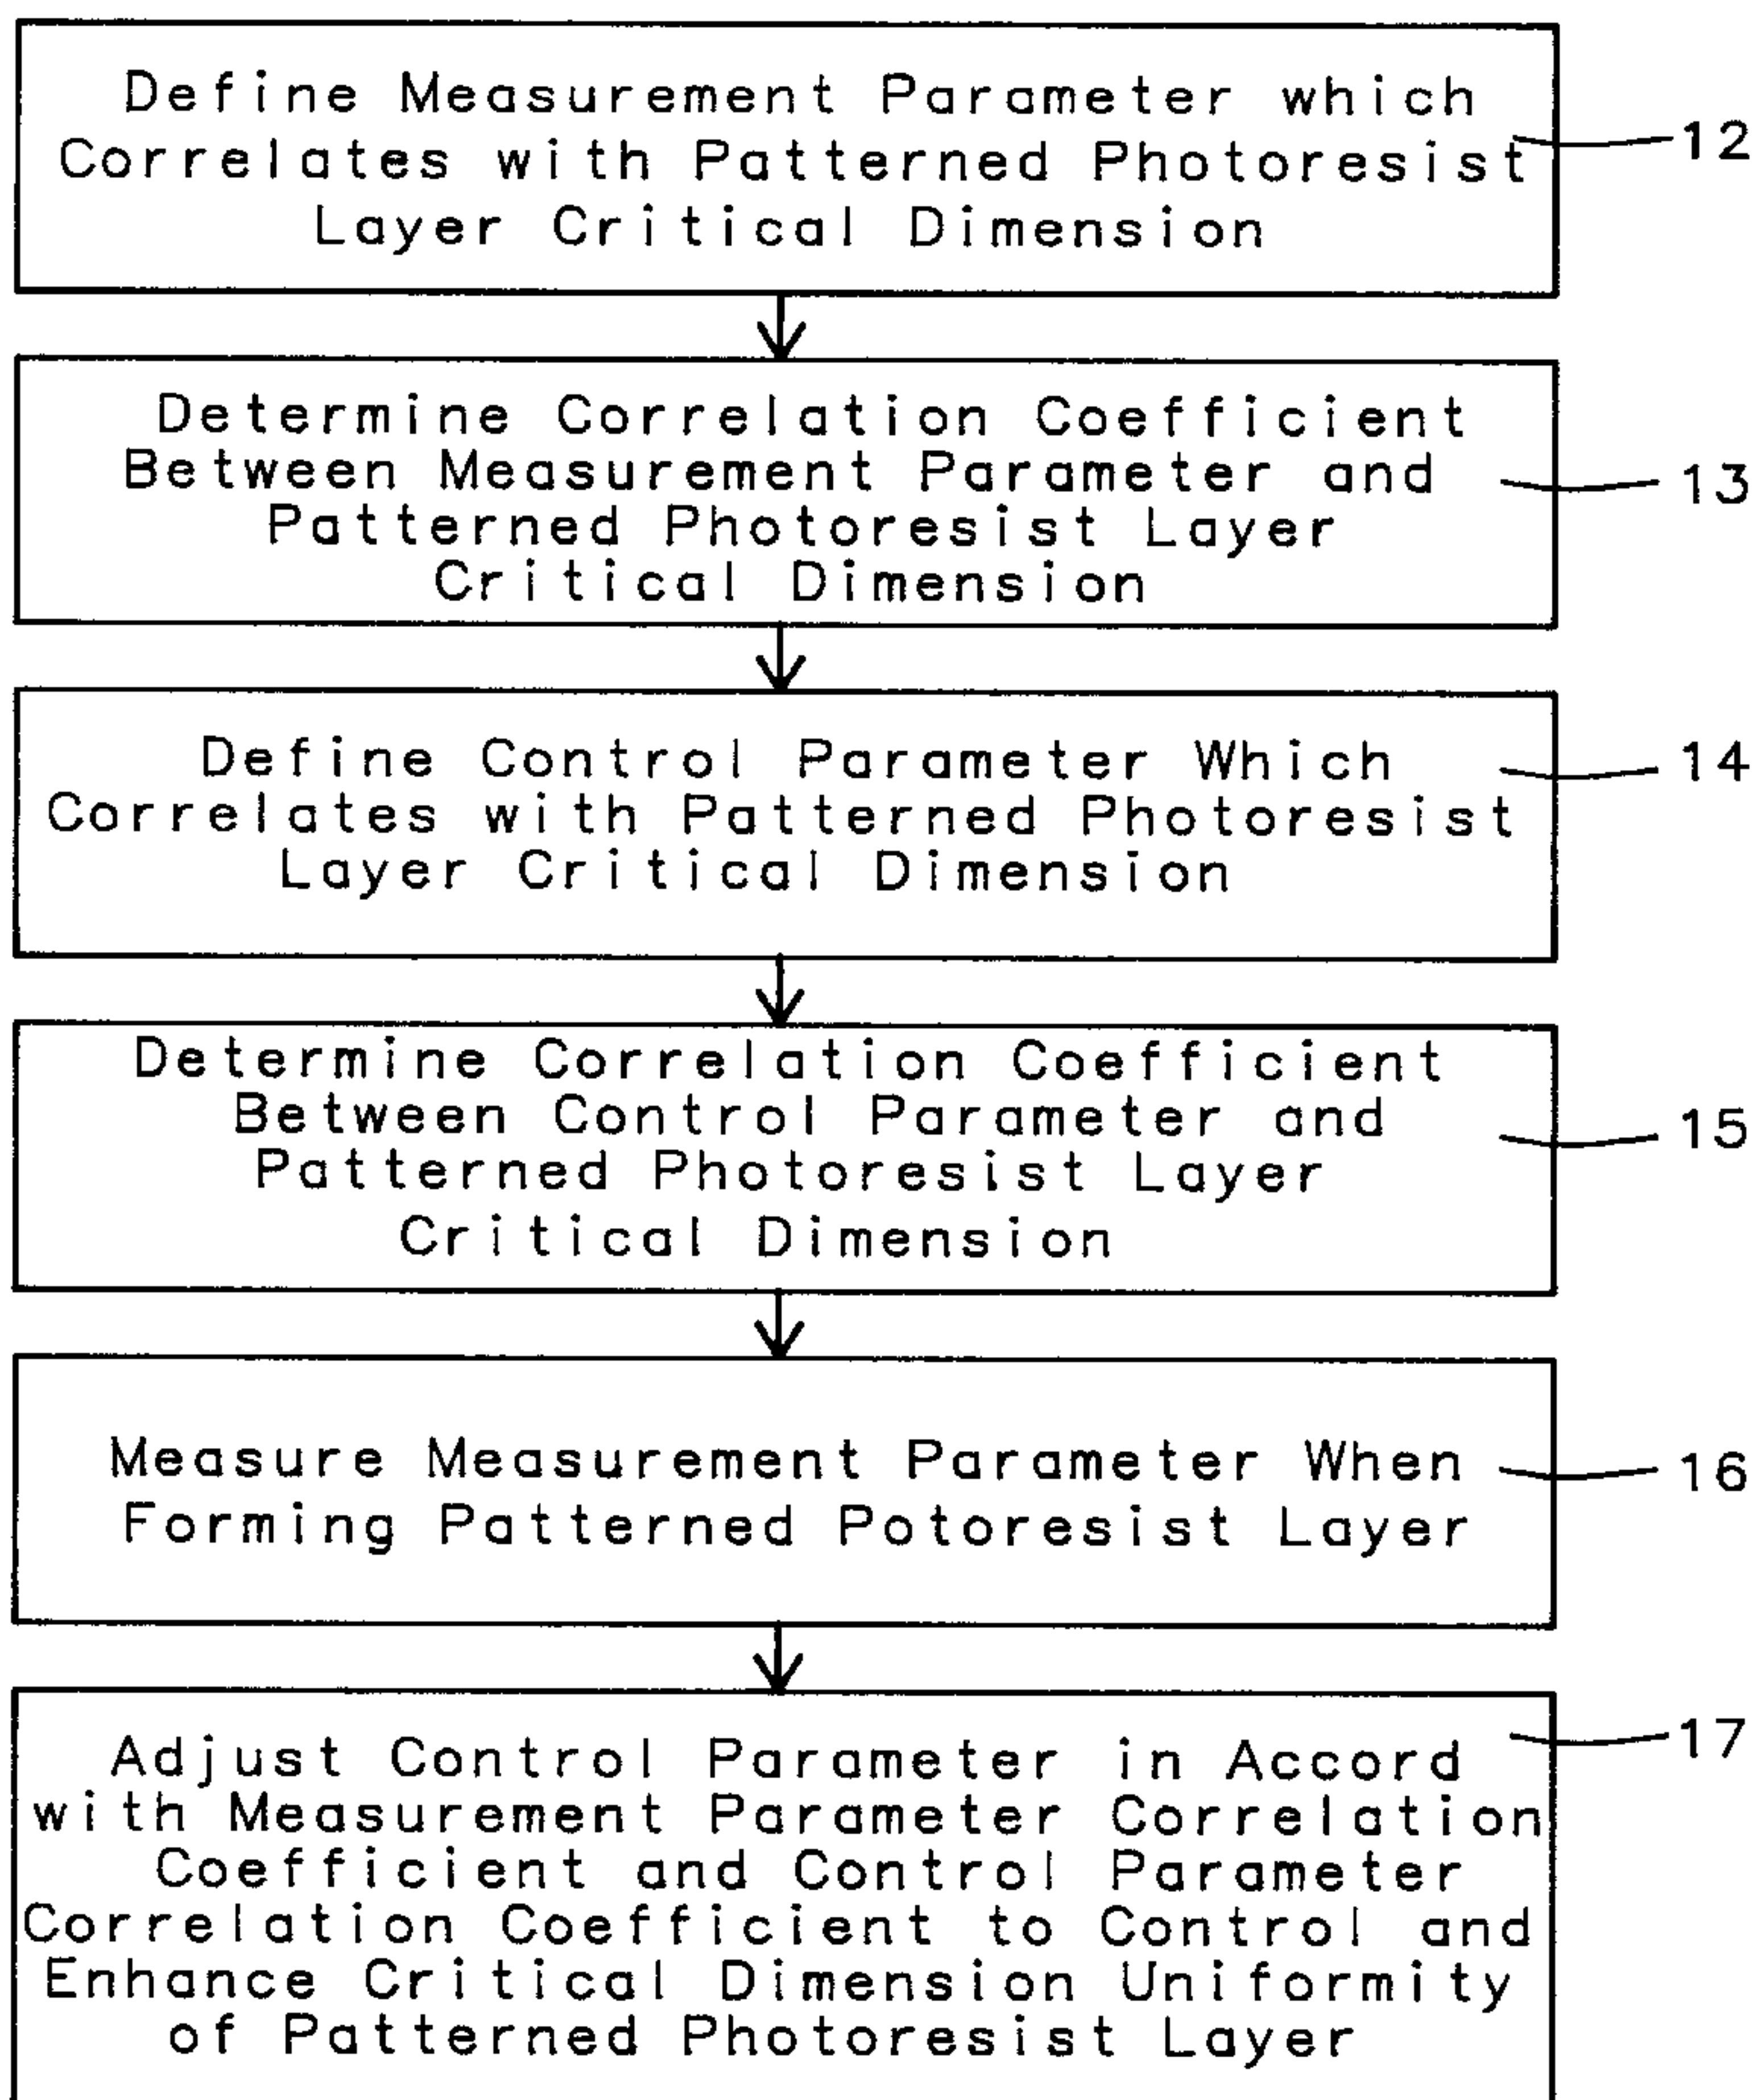 Define Measurement Parameter which
Correlates with Patterned Photoresist
Layer Critical Dimension
12
Determine Correlation Coefficient
Between Measurement Parameter and
Patterned Photoresist Layer
Critical Dimension
13
Define Control Parameter Which
Correlates with Patterned Photoresist
Layer Critical Dimension
14
Determine Correlation Coefficient
Between Control Parameter and
Patterned Photoresist Layer
Critical Dimension
15
Measure Measurement Parameter When
Forming Patterned Potoresist Layer
16
Adjust Control Parameter in Accord
with Measurement Parameter Correlation
Coefficient and Control Parameter
Correlation Coefficient to Control and
Enhance Critical Dimension Uniformity
of Patterned Photoresist Layer
17